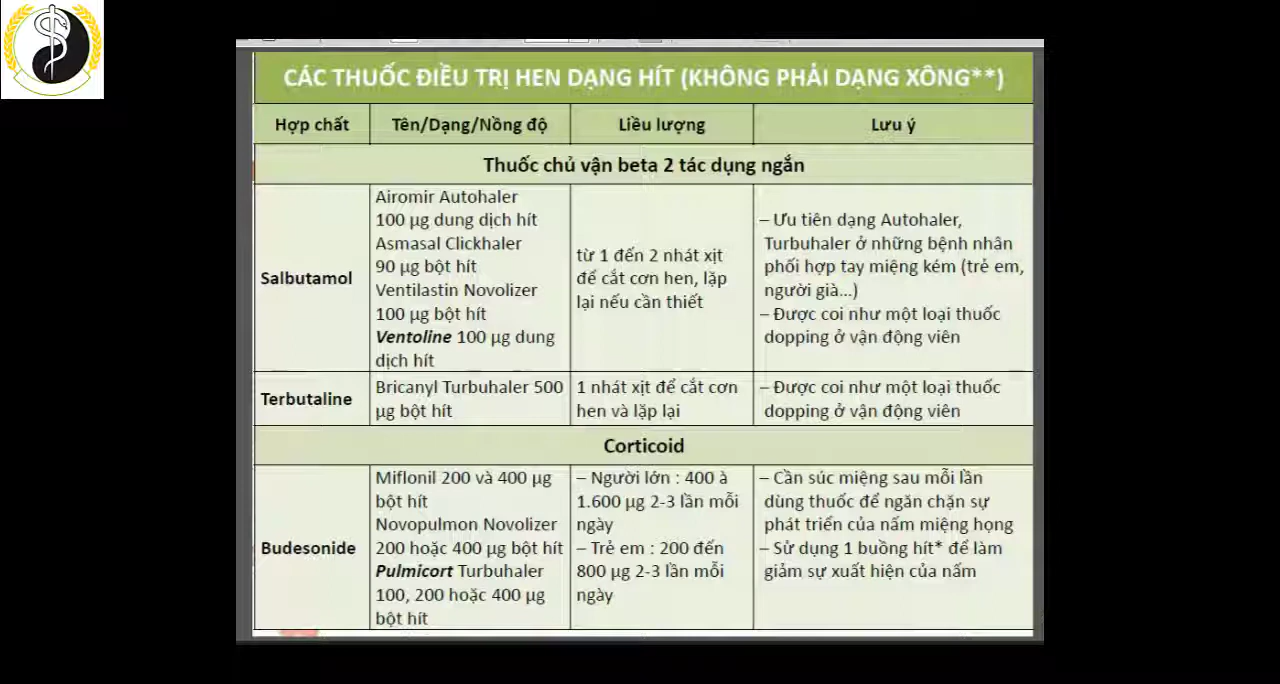 CÁC THUỐC ĐIỀU TRỊ HEN DẠNG HÍT (KHÔNG PHẢI DẠNG XÔNG**)
Hợp chất
Tên/Dạng/Nồng độ
Liều lượng
Lưu ý
Thuốc chủ vận beta 2 tác dụng ngắn
Salbutamol
Airomir Autohaler
100 µg dung dịch hít
Asmasal Clickhaler
90 µg bột hít
Ventilastin Novolizer
100 µg bột hít
Ventoline 100 µg dung
dịch hít
từ 1 đến 2 nhát xịt
để cắt cơn hen, lặp
lại nếu cần thiết
– Ưu tiên dạng Autohaler,
Turbuhaler ở những bệnh nhân
phối hợp tay miệng kém (trẻ em,
người già...)
– Được coi như một loại thuốc
dopping ở vận động viên
Terbutaline
Bricanyl Turbuhaler 500
µg bột hít
1 nhát xịt để cắt cơn
hen và lặp lại
– Được coi như một loại thuốc
dopping ở vận động viên
Corticoid
Budesonide
Miflonil 200 và 400 µg
bột hít
Novopulmon Novolizer
200 hoặc 400 µg bột hít
Pulmicort Turbuhaler
100, 200 hoặc 400 µg
bột hít
– Người lớn : 400 à
1.600 µg 2-3 lần mỗi
ngày
– Trẻ em : 200 đến
800 µg 2-3 lần mỗi
ngày
– Cần súc miệng sau mỗi lần
dùng thuốc để ngăn chặn sự
phát triển của nấm miệng họng
– Sử dụng 1 buồng hít* để làm
giảm sự xuất hiện của nấm